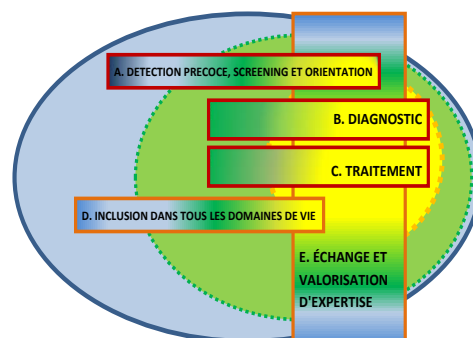 A. DETECTION PRECOCE, SCREENING ET ORIENTATION
B. DIAGNOSTIC
C. TRAITEMENT
D. INCLUSION DANS TOUS LES DOMAINES DE VIE
E. ÉCHANGE ET
VALORISATION
D'EXPERTISE